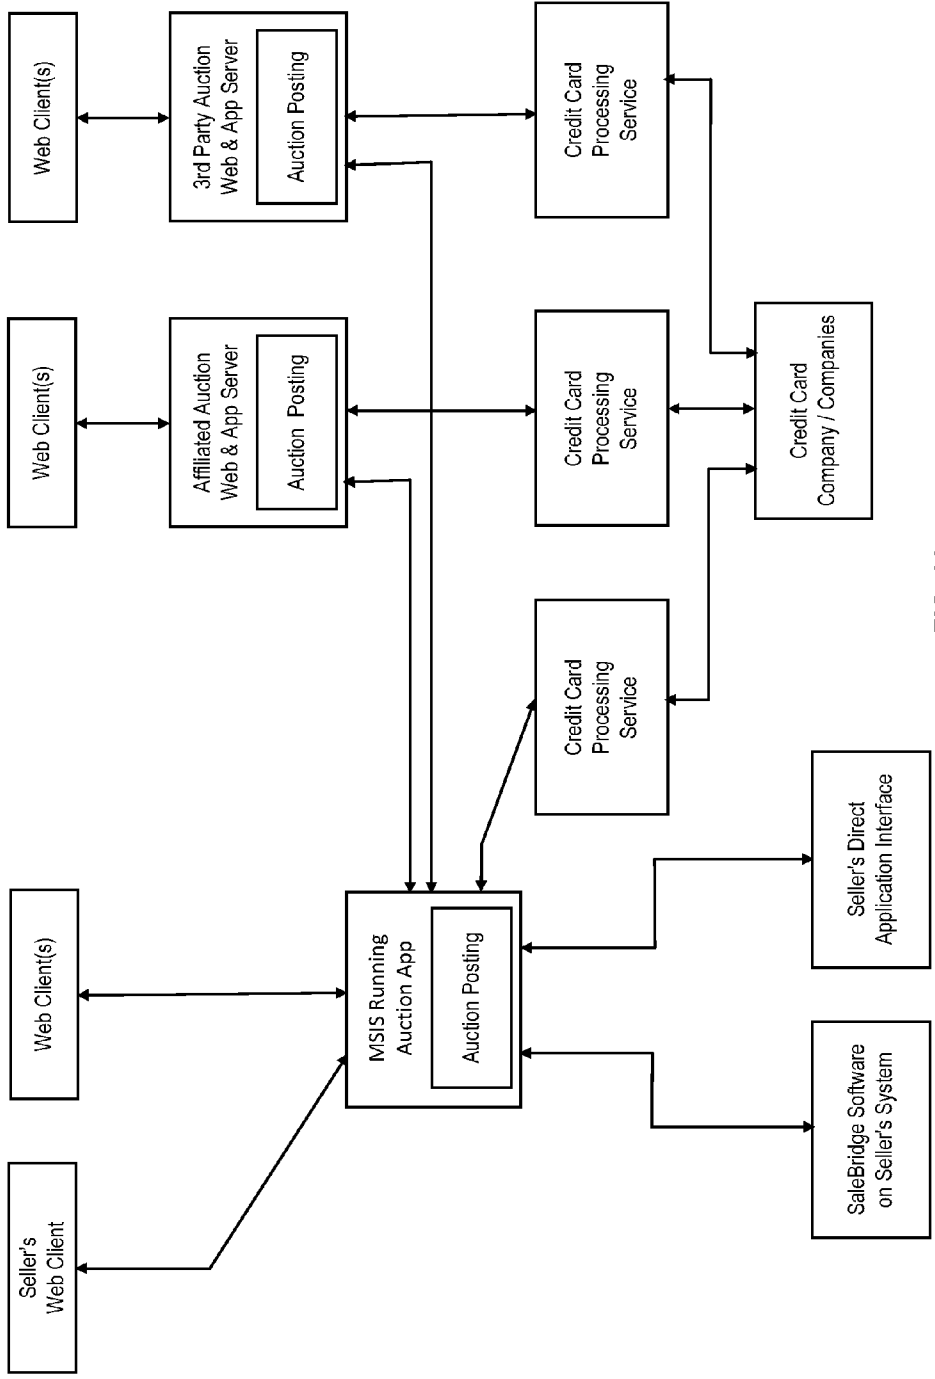 Seller's
Web Client
Web Client(s)
Web Client(s)
Web Client(s)
MSIS Running
Auction App
Auction Posting
Affiliated Auction
Web & App Server
Auction Posting
3rd Party Auction
Web & App Server
Auction Posting
Credit Card
Processing
Service
Credit Card
Processing
Service
Credit Card
Processing
Service
SaleBridge Software
on Seller's System
Seller's Direct
Application Interface
Credit Card
Company / Companies